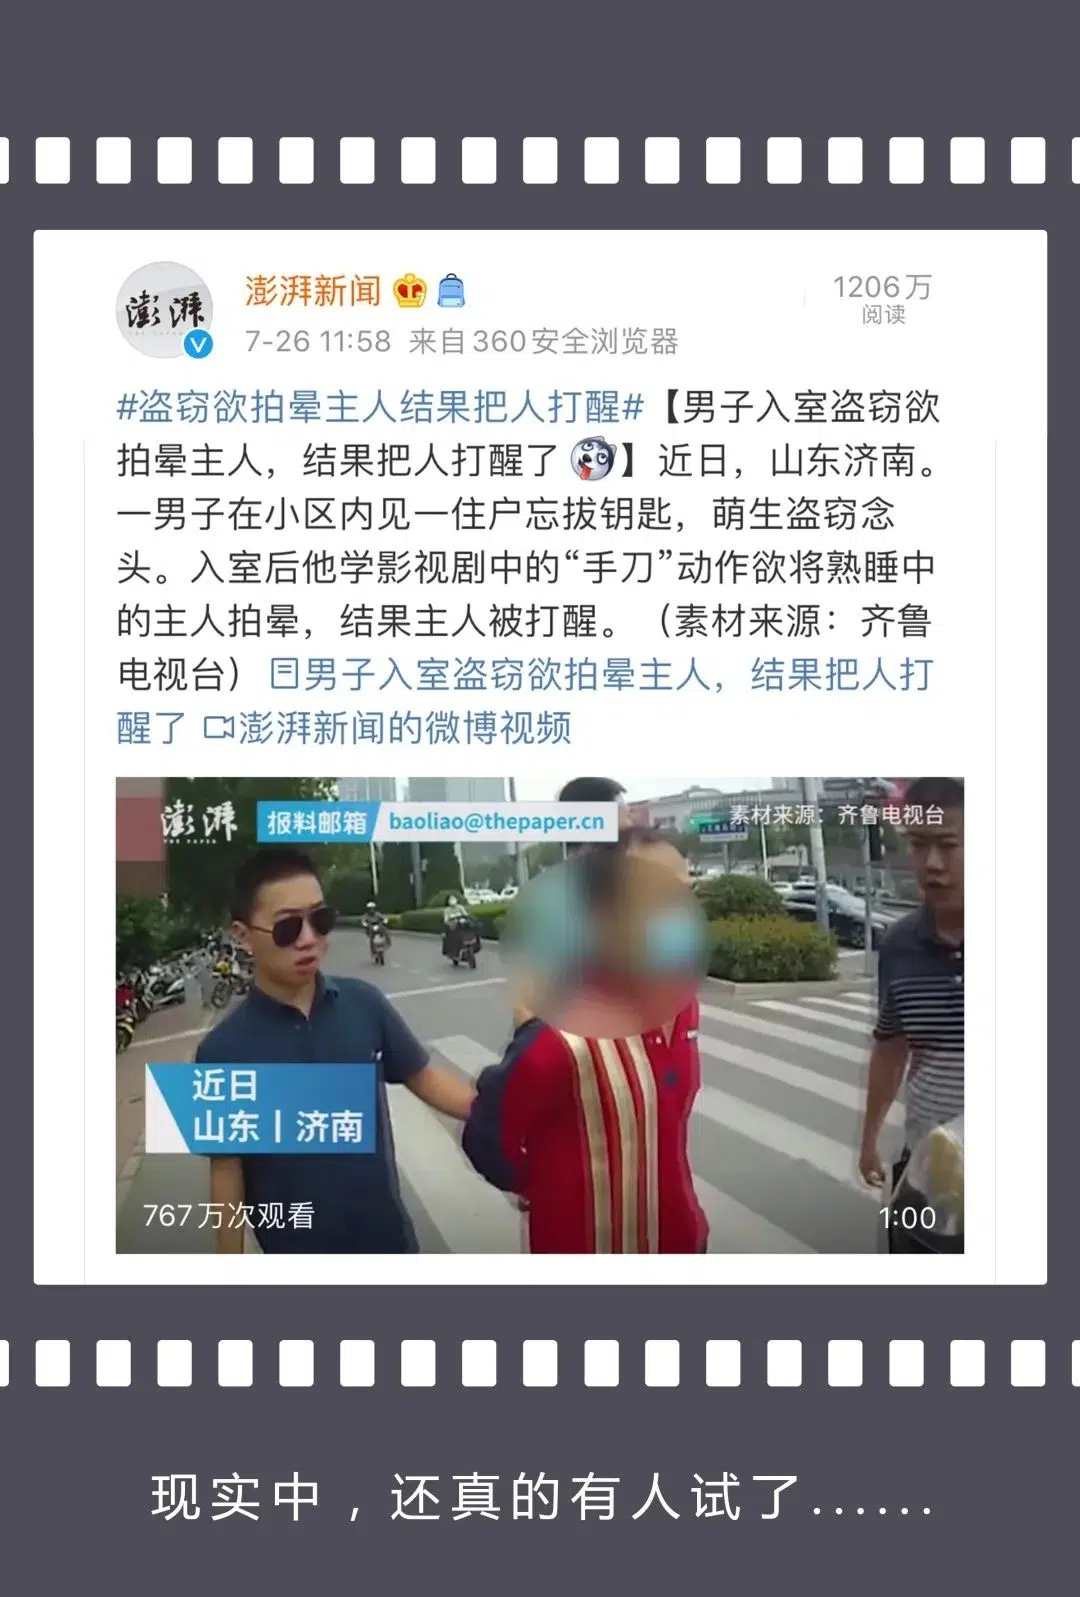 澎湃
澎湃新闻
1206万
阅读
7-26 11:58 来自360安全浏览器
#盗窃欲拍晕主人结果把人打醒#【男子入室盗窃欲
拍晕主人，结果把人打醒了】近日，山东济南。
一男子在小区内见一住户忘拔钥匙，萌生盗窃念
头。入室后他学影视剧中的“手刀”动作欲将熟睡中
的主人拍晕，结果主人被打醒。（素材来源：齐鲁
电视台）男子入室盗窃欲拍晕主人，结果把人打
醒了 澎湃新闻的微博视频
澎湃
THE PAPER
报料邮箱 baoliao@thepaper.cn
素材来源：齐鲁电视台
近日
山东丨济南
767万次观看
1:00
现实中，还真的有人试了......